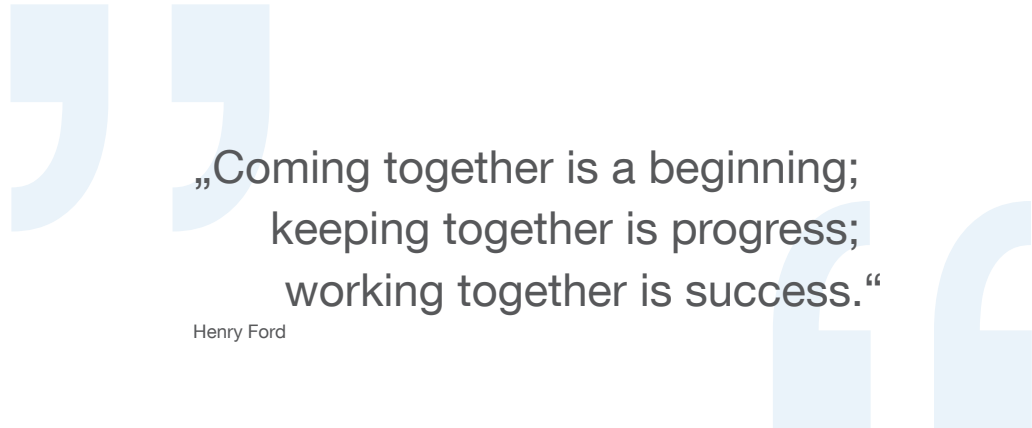 „Coming together is a beginning;
keeping together is progress;
working together is success.“
Henry Ford